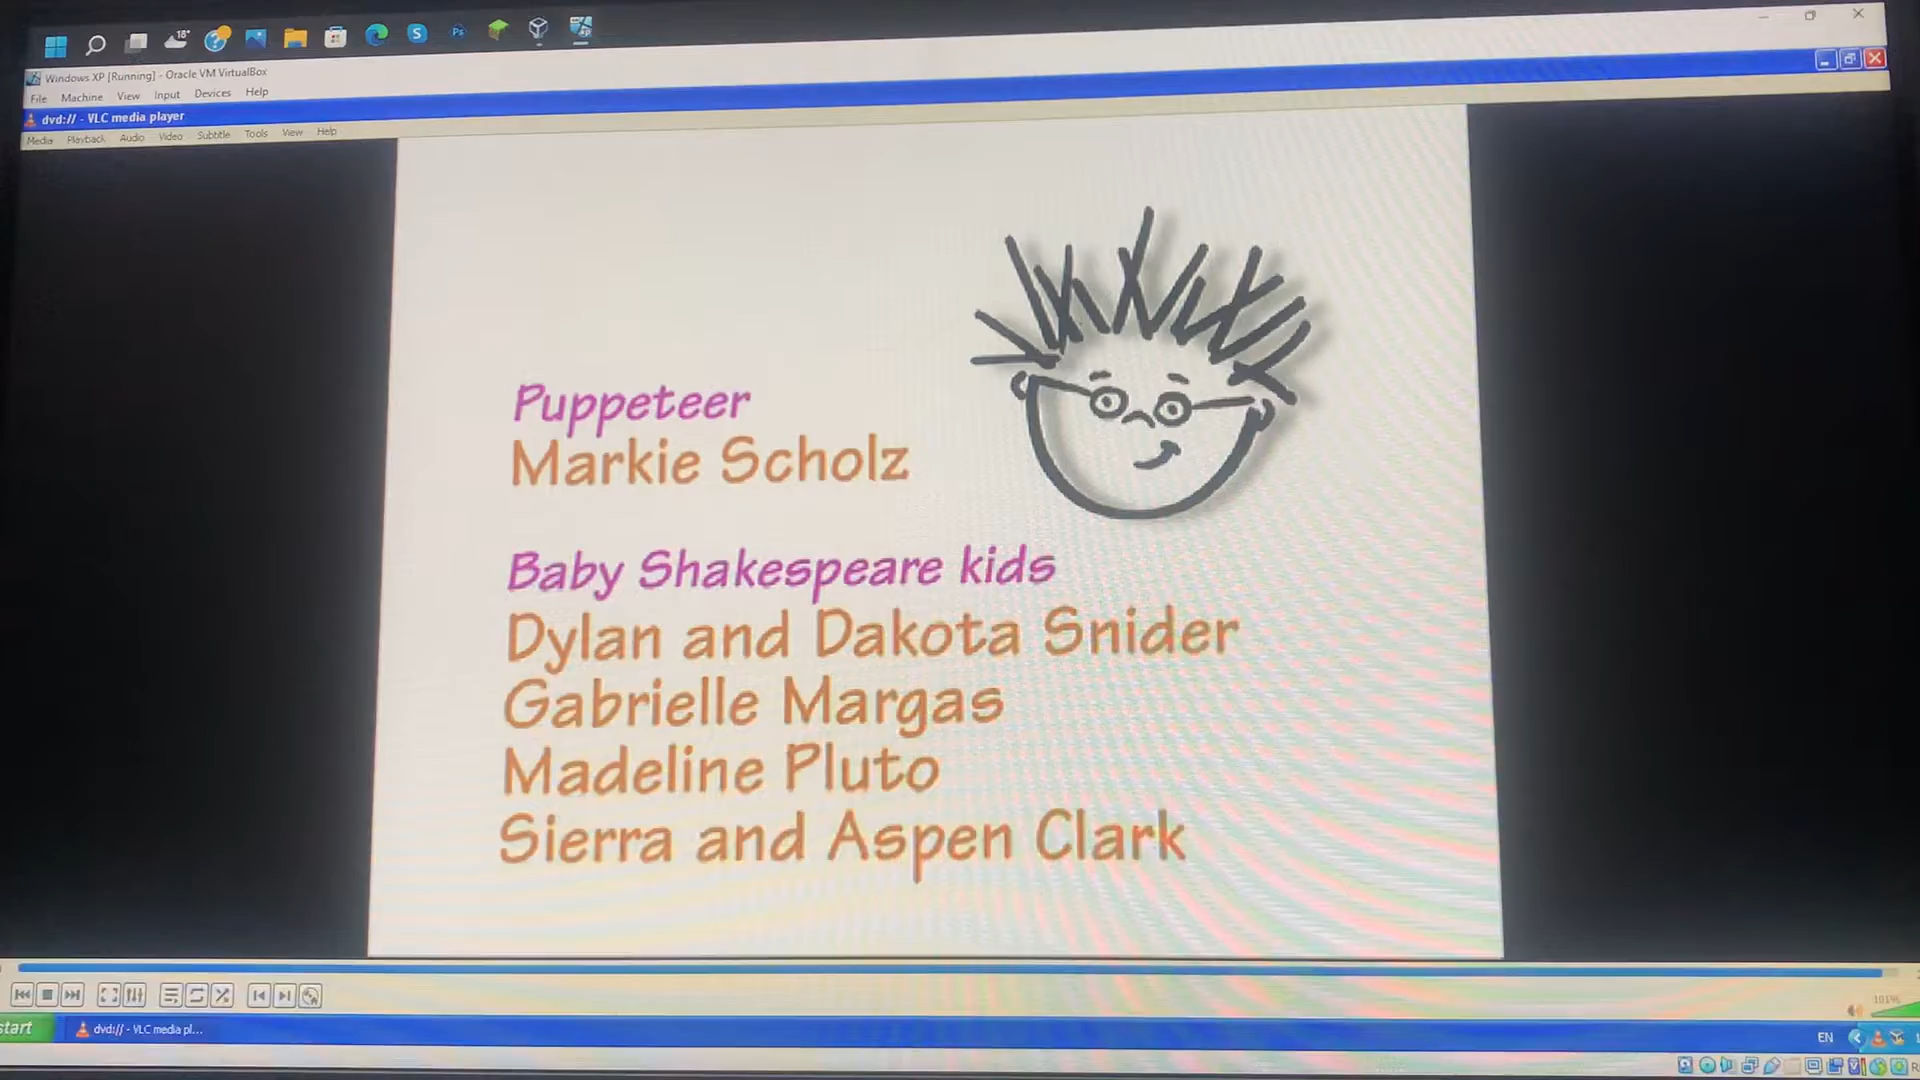 18°
Windows XP [Running] - Oracle VM VirtualBox
File Machine View Input Devices Help
dvd:// - VLC media player
Media Playback Audio Video Subtitle Tools View Help
Puppeteer
Markie Scholz
Baby Shakespeare kids
Dylan and Dakota Snider
Gabrielle Margas
Madeline Pluto
Sierra and Aspen Clark
101%
start
dvd:// - VLC media pl...
EN